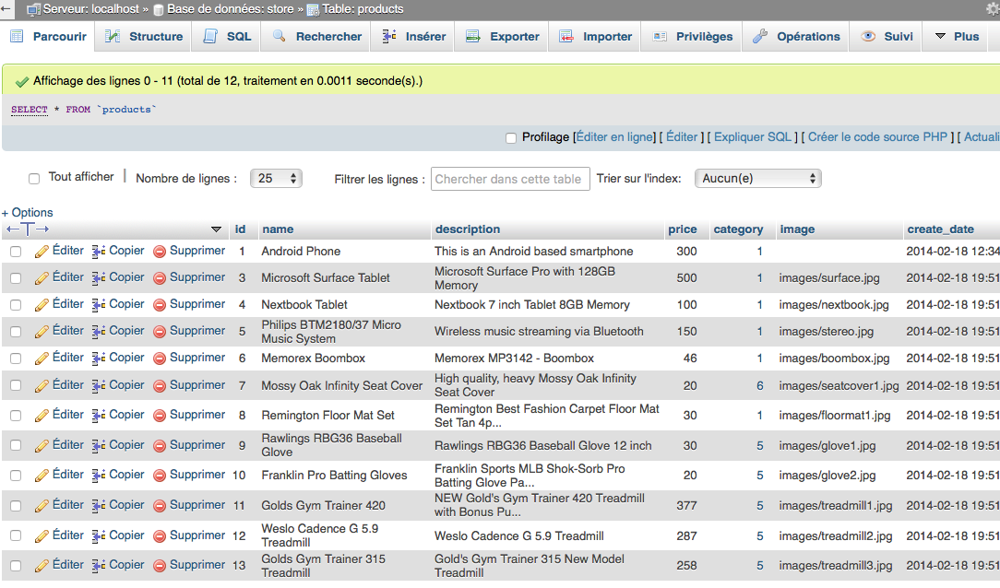 Serveur: localhost » Base de données: store » Table: products
Parcourir Structure SQL Rechercher Insérer Exporter Importer Privilèges Opérations Suivi Plus
Affichage des lignes 0 - 11 (total de 12, traitement en 0.0011 seconde(s).)
SELECT * FROM `products`
Profilage [Éditer en ligne] [ Éditer ] [ Expliquer SQL ] [ Créer le code source PHP ] [ Actuali
Tout afficher | Nombre de lignes : 25 Filtrer les lignes : Chercher dans cette table Trier sur l'index: Aucun(e)
+ Options
←T→ id name description price category image create_date
Éditer Copier Supprimer 1 Android Phone This is an Android based smartphone 300 1 2014-02-18 12:34
Éditer Copier Supprimer 3 Microsoft Surface Tablet Microsoft Surface Pro with 128GB 500 1 images/surface.jpg 2014-02-18 19:51
Memory
Éditer Copier Supprimer 4 Nextbook Tablet Nextbook 7 inch Tablet 8GB Memory 100 1 images/nextbook.jpg 2014-02-18 19:51
Éditer Copier Supprimer 5 Philips BTM2180/37 Micro Wireless music streaming via Bluetooth 150 1 images/stereo.jpg 2014-02-18 19:51
Music System
Éditer Copier Supprimer 6 Memorex Boombox Memorex MP3142 - Boombox 46 1 images/boombox.jpg 2014-02-18 19:51
Éditer Copier Supprimer 7 Mossy Oak Infinity Seat Cover High quality, heavy Mossy Oak Infinity 20 6 images/seatcover1.jpg 2014-02-18 19:51
Seat Cover
Éditer Copier Supprimer 8 Remington Floor Mat Set Remington Best Fashion Carpet Floor Mat 30 1 images/floormat1.jpg 2014-02-18 19:51
Set Tan 4p...
Éditer Copier Supprimer 9 Rawlings RBG36 Baseball Rawlings RBG36 Baseball Glove 12 inch 30 5 images/glove1.jpg 2014-02-18 19:51
Glove
Éditer Copier Supprimer 10 Franklin Pro Batting Gloves Franklin Sports MLB Shok-Sorb Pro 20 5 images/glove2.jpg 2014-02-18 19:51
Batting Glove Pa...
Éditer Copier Supprimer 11 Golds Gym Trainer 420 NEW Gold's Gym Trainer 420 Treadmill 377 5 images/treadmill1.jpg 2014-02-18 19:51
with Bonus Pu...
Éditer Copier Supprimer 12 Weslo Cadence G 5.9 Weslo Cadence G 5.9 Treadmill 287 5 images/treadmill2.jpg 2014-02-18 19:51
Treadmill
Éditer Copier Supprimer 13 Golds Gym Trainer 315 Gold's Gym Trainer 315 New Model 258 5 images/treadmill3.jpg 2014-02-18 19:51
Treadmill Treadmill